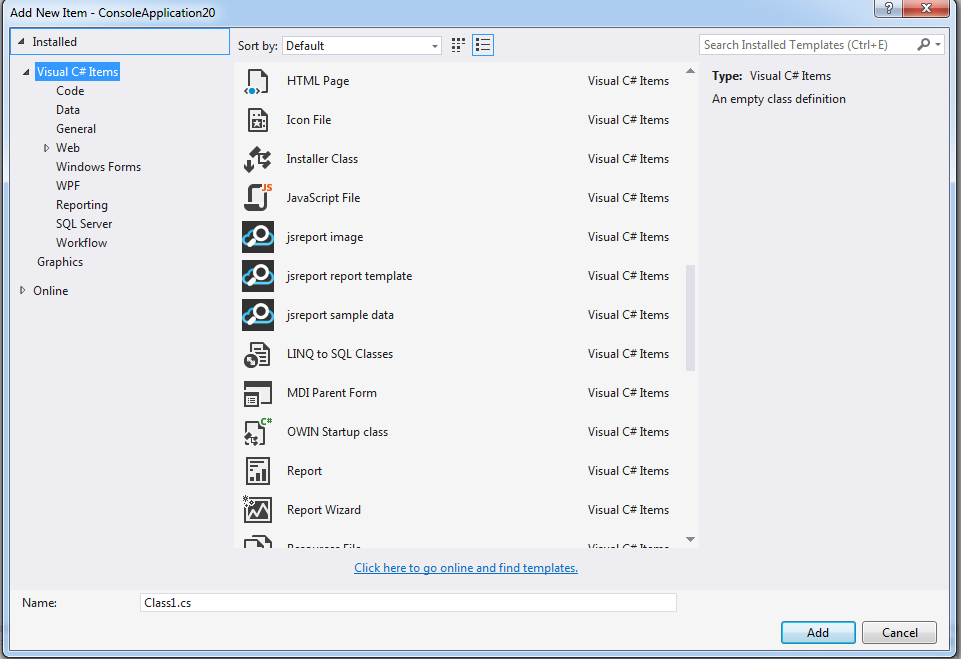 Add New Item - ConsoleApplication20
?
Installed
Sort by: Default
Search Installed Templates (Ctrl+E)
Visual C# Items
Code
Data
General
Web
Windows Forms
WPF
Reporting
SQL Server
Workflow
Graphics
Online
HTML Page Visual C# Items
Icon File Visual C# Items
Installer Class Visual C# Items
JS
JavaScript File Visual C# Items
jsreport image Visual C# Items
jsreport report template Visual C# Items
jsreport sample data Visual C# Items
LINQ to SQL Classes Visual C# Items
MDI Parent Form Visual C# Items
C#
OWIN Startup class Visual C# Items
Report Visual C# Items
Report Wizard Visual C# Items
Resources File Visual C# Items
Type: Visual C# Items
An empty class definition
Click here to go online and find templates.
Name: Class1.cs
Add Cancel